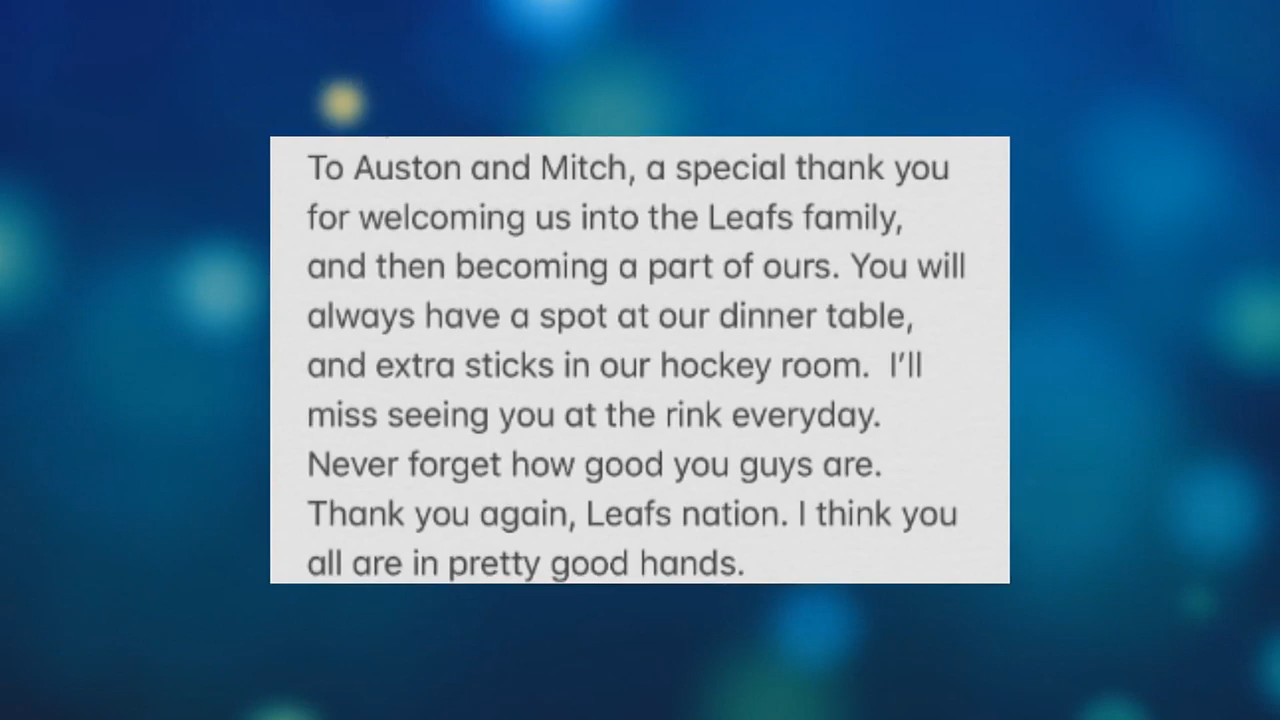 To Auston and Mitch, a special thank you
for welcoming us into the Leafs family,
and then becoming a part of ours. You will
always have a spot at our dinner table,
and extra sticks in our hockey room.  I’ll
miss seeing you at the rink everyday.
Never forget how good you guys are.
Thank you again, Leafs nation. I think you
all are in pretty good hands.